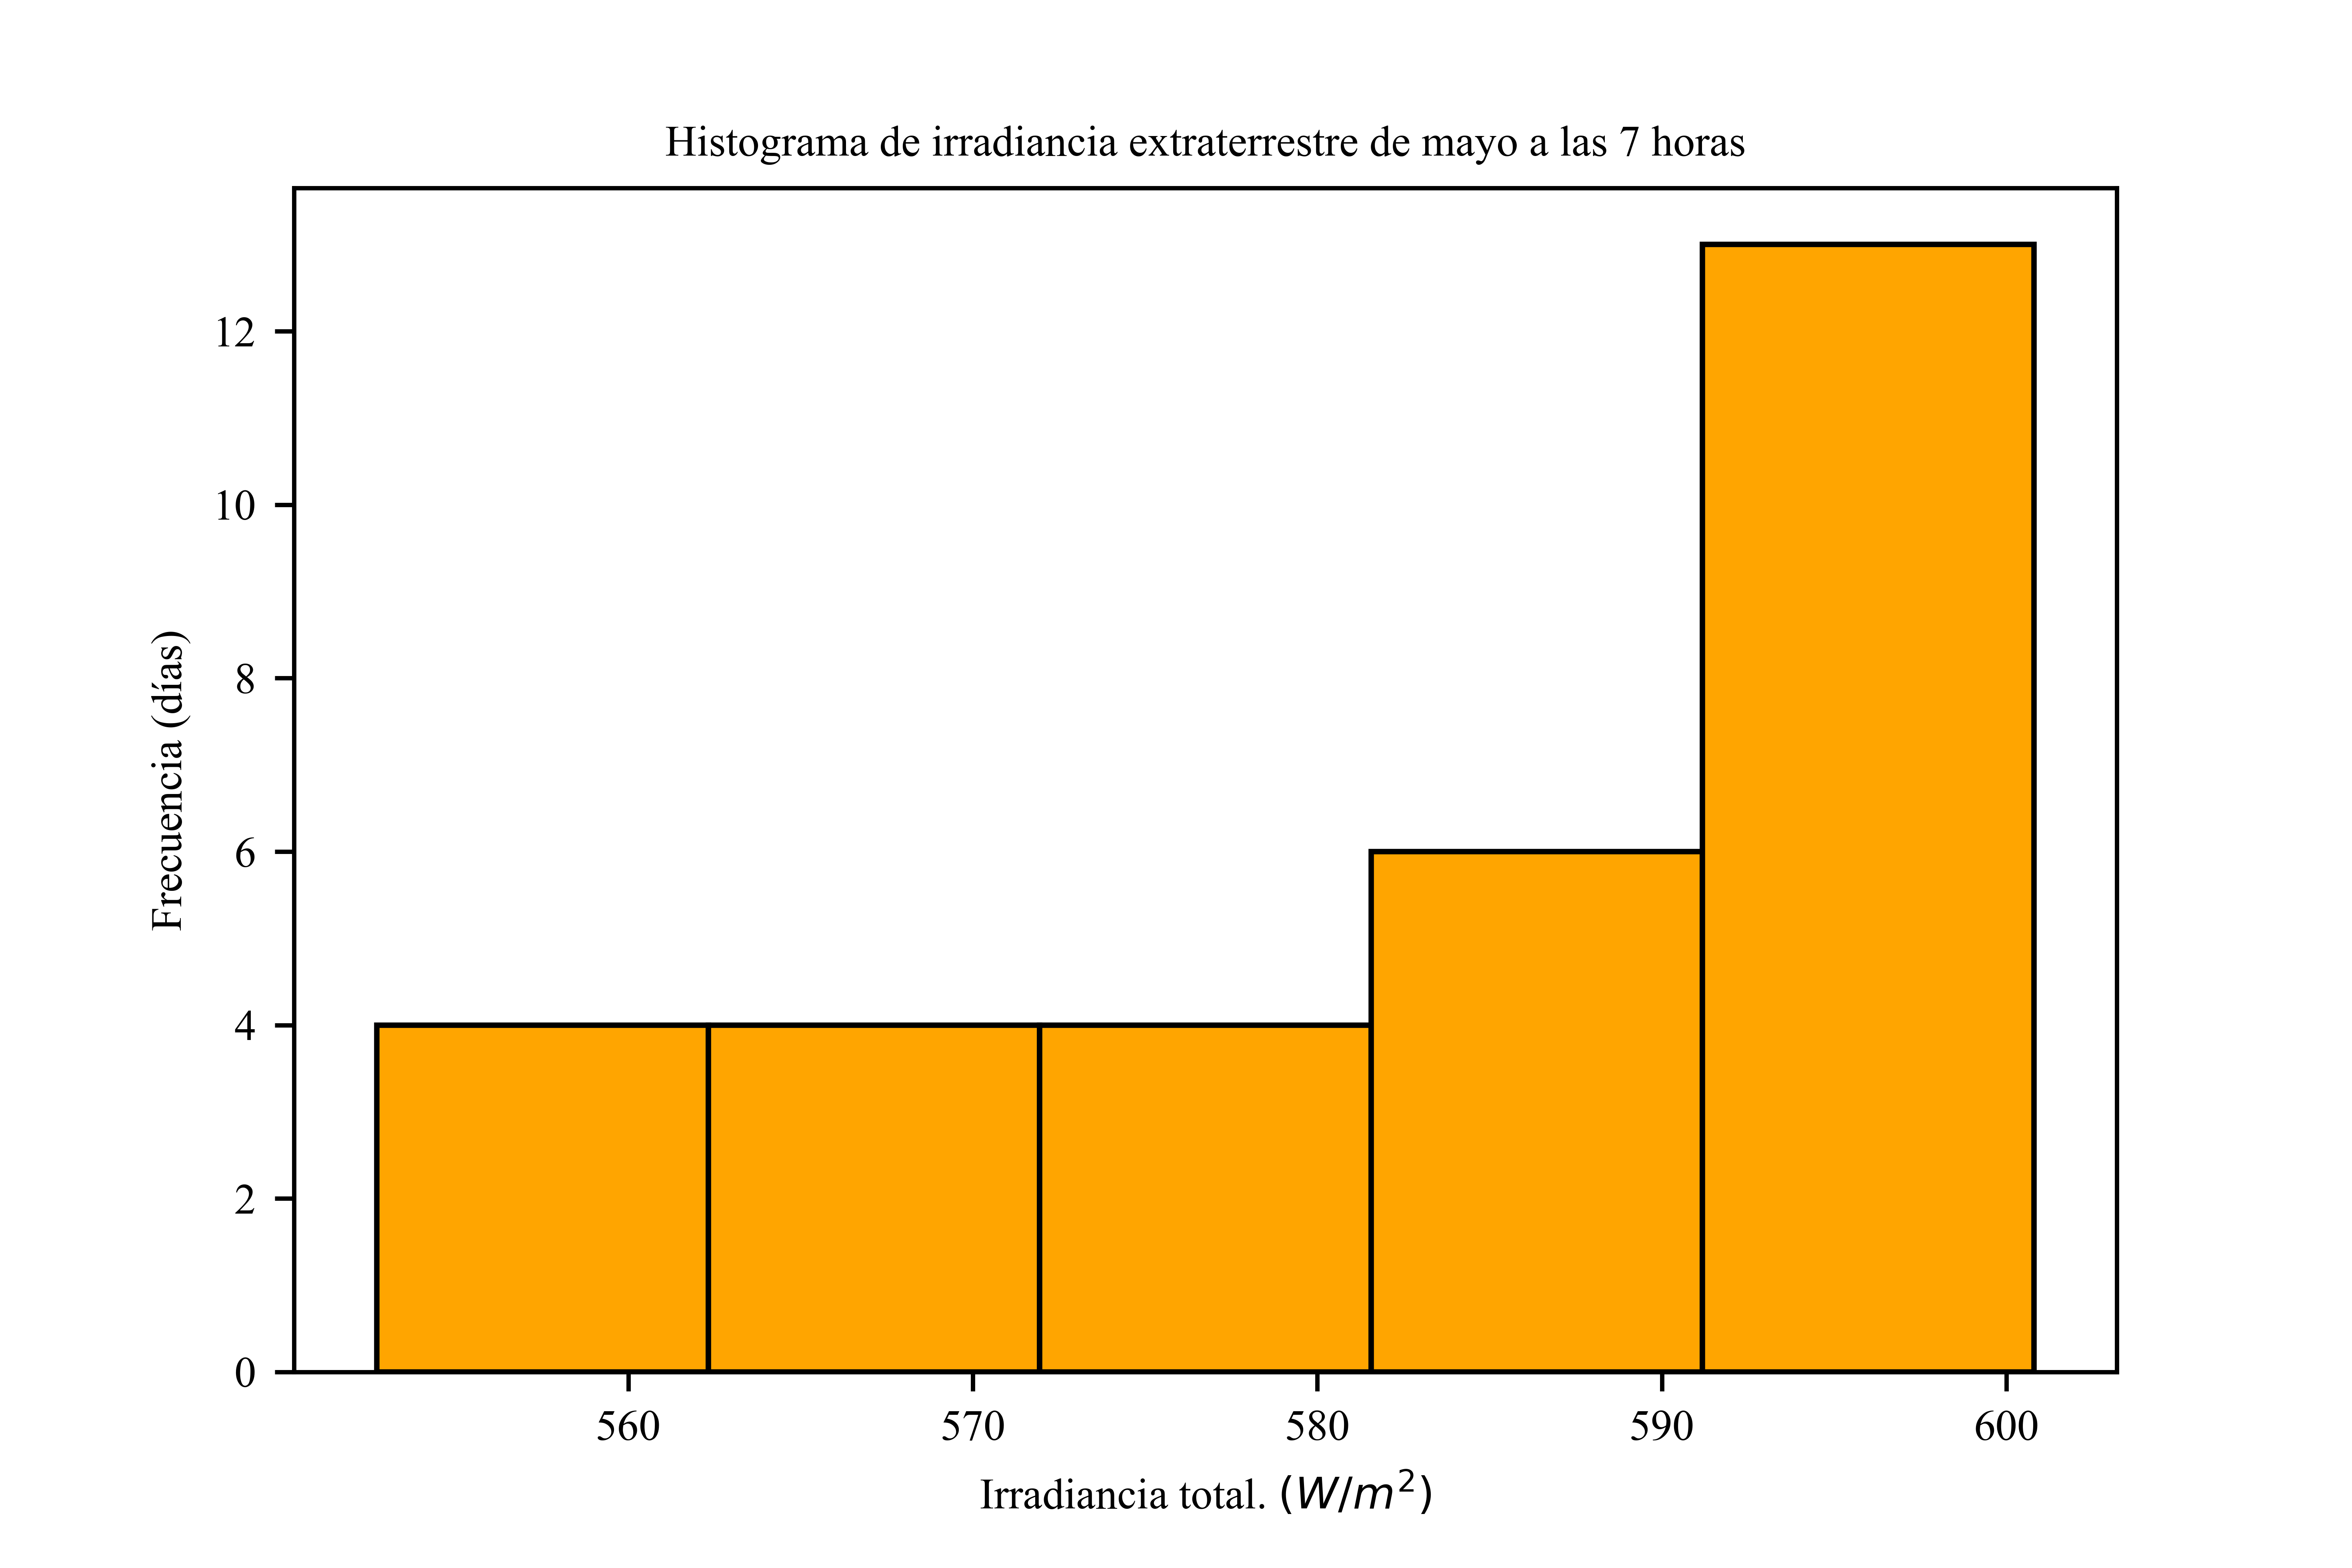 Histograma de irradiancia extraterrestre de mayo a las 7 horas
Frecuencia (días)
12
10
8
6
4
2
0
560 570 580 590 600
Irradiancia total. (W/m²)